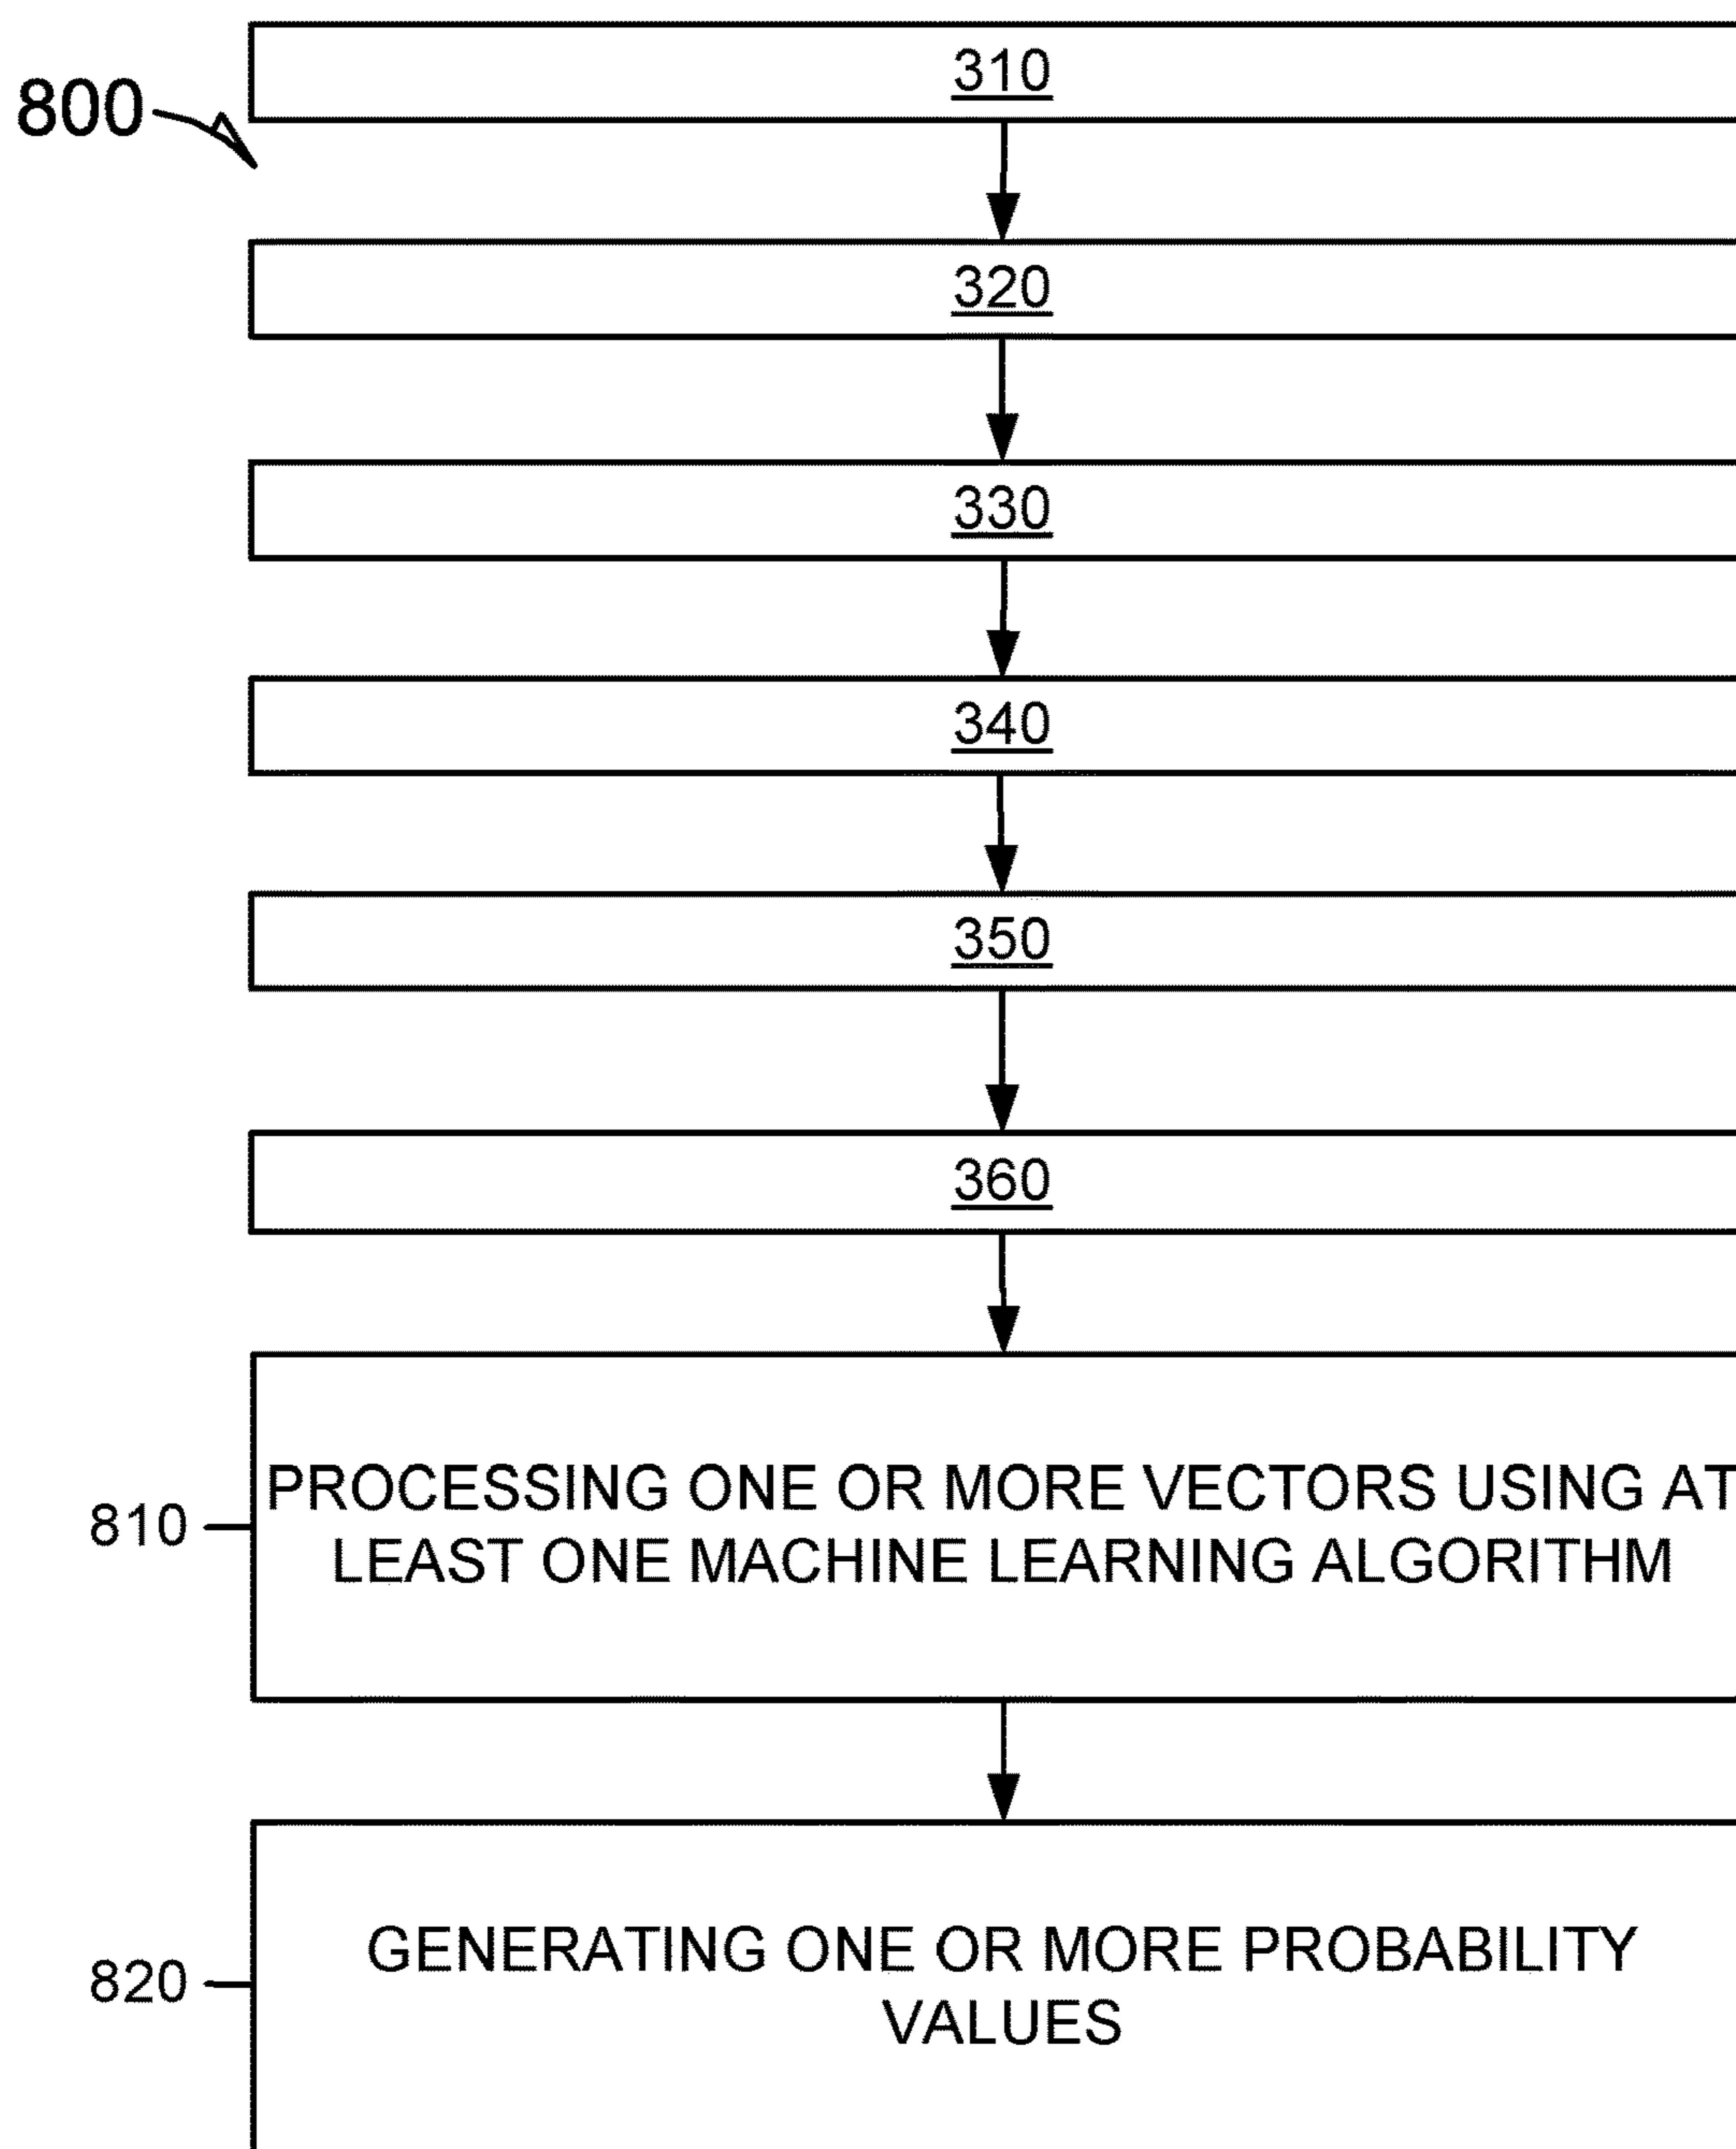 310
800
320
330
340
350
360
PROCESSING ONE OR MORE VECTORS USING AT
810
LEAST ONE MACHINE LEARNING ALGORITHM
GENERATING ONE OR MORE PROBABILITY
820
VALUES